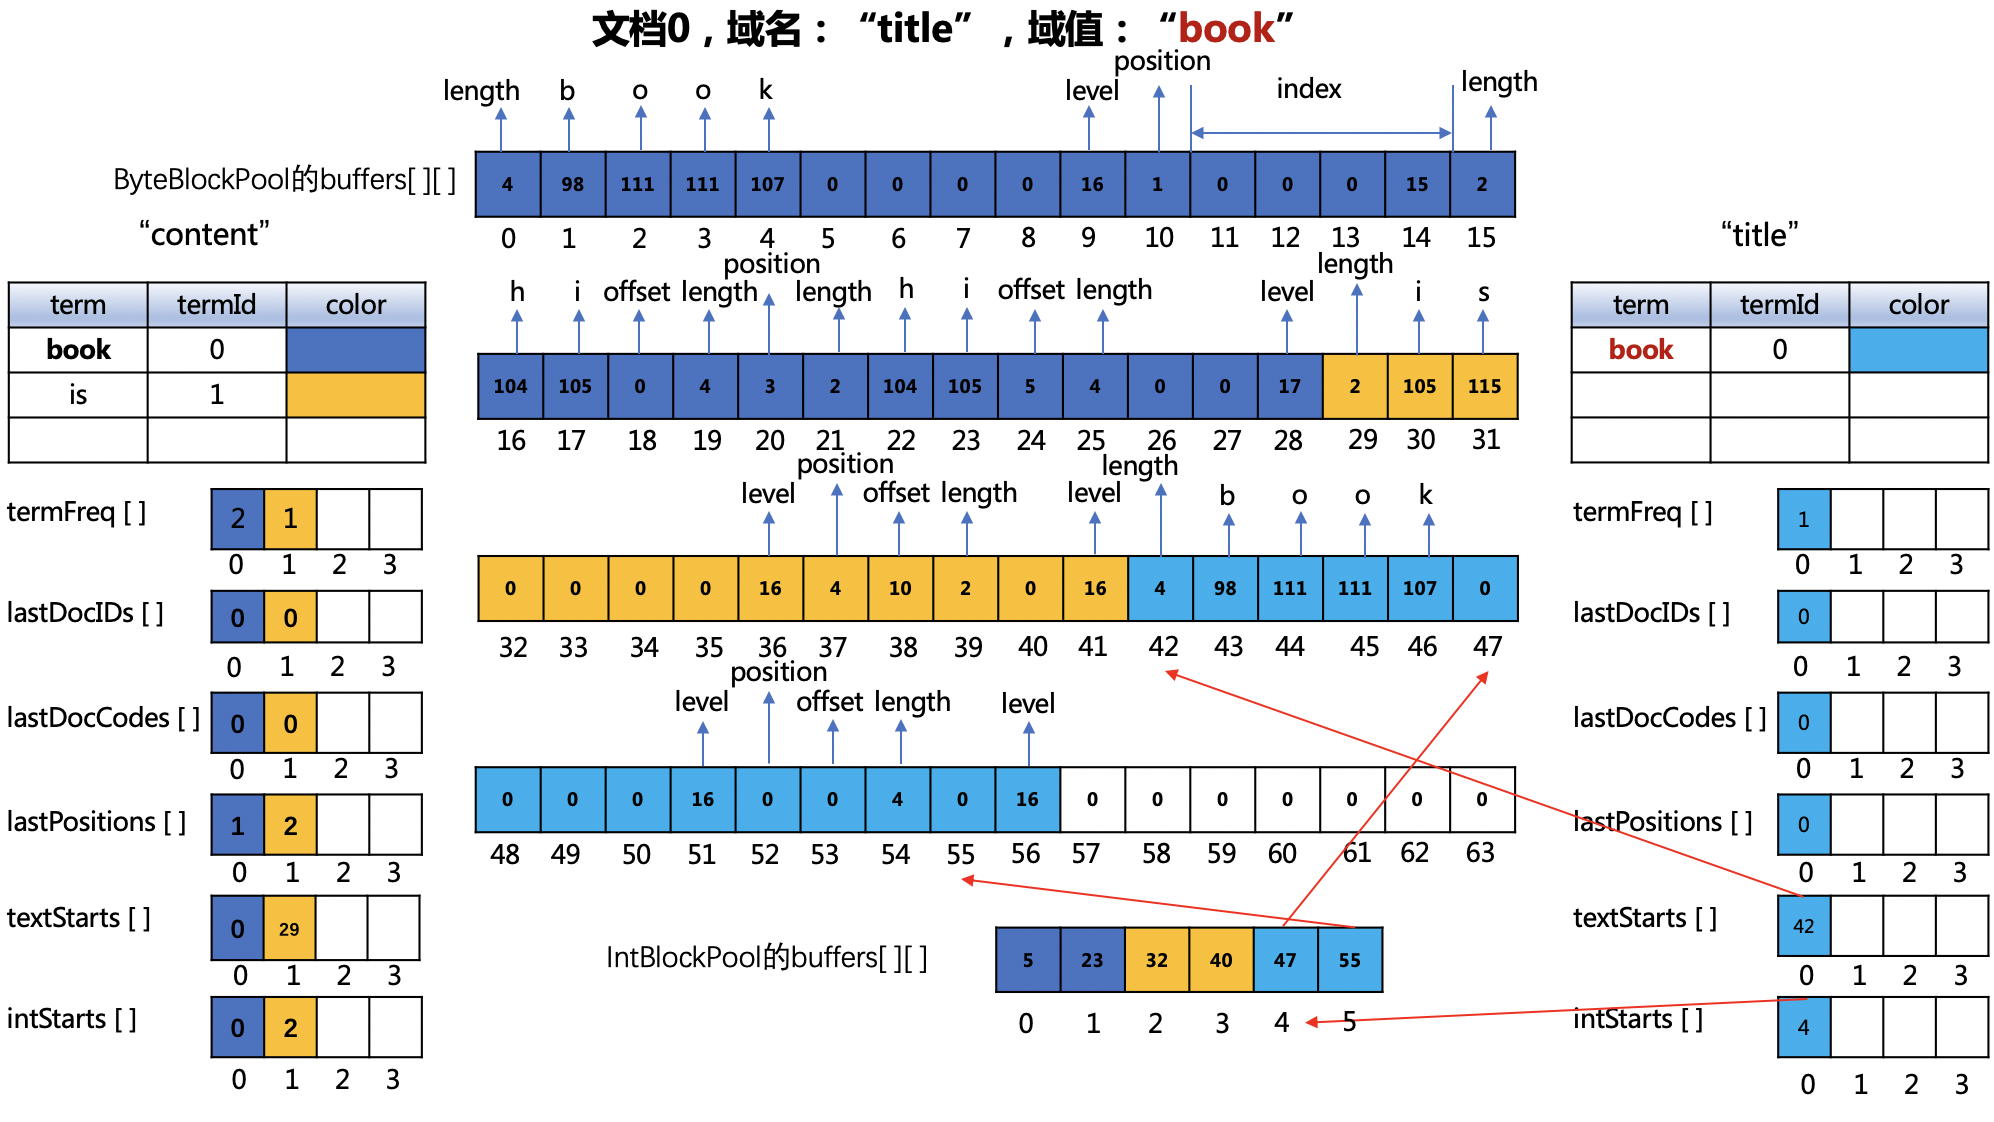 文档0，域名：“title”，域值：“book”
position
length b o o k level index length
ByteBlockPool的buffers[ ][ ]
4 98 111 111 107 0 0 0 0 16 1 0 0 0 15 2
0 1 2 3 4 5 6 7 8 9 10 11 12 13 14 15
position length
h i offset length length h i offset length level i s
104 105 0 4 3 2 104 105 5 4 0 0 17 2 105 115
16 17 18 19 20 21 22 23 24 25 26 27 28 29 30 31
position length
level offset length level b o o k
0 0 0 0 16 4 10 2 0 16 4 98 111 111 107 0
32 33 34 35 36 37 38 39 40 41 42 43 44 45 46 47
position
level offset length level
0 0 0 16 0 0 4 0 16 0 0 0 0 0 0 0
48 49 50 51 52 53 54 55 56 57 58 59 60 61 62 63
IntBlockPool的buffers[ ][ ]
5 23 32 40 47 55
0 1 2 3 4 5
“content”
term termId color
book 0
is 1
termFreq [ ]
2 1
0 1 2 3
lastDocIDs [ ]
0 0
0 1 2 3
lastDocCodes [ ]
0 0
0 1 2 3
lastPositions [ ]
1 2
0 1 2 3
textStarts [ ]
0 29
0 1 2 3
intStarts [ ]
0 2
0 1 2 3
“title”
term termId color
book 0
termFreq [ ]
1
0 1 2 3
lastDocIDs [ ]
0
0 1 2 3
lastDocCodes [ ]
0
0 1 2 3
lastPositions [ ]
0
0 1 2 3
textStarts [ ]
42
0 1 2 3
intStarts [ ]
4
0 1 2 3